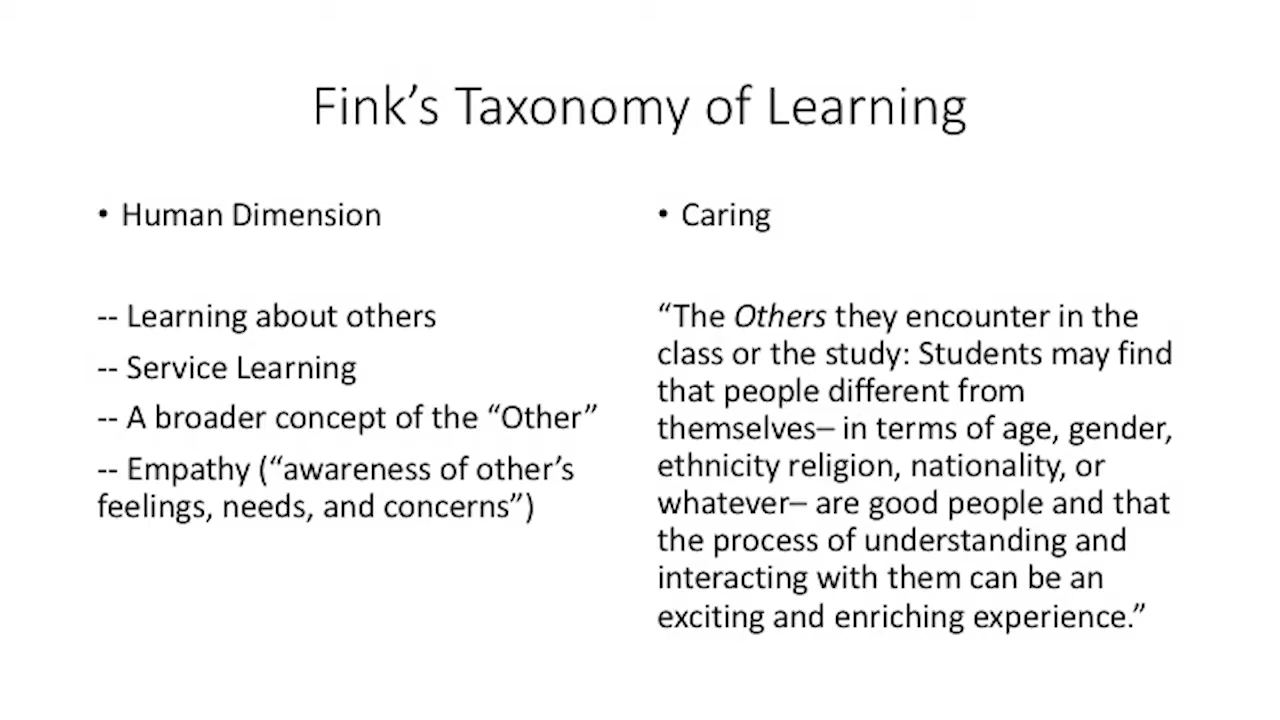 Fink’s Taxonomy of Learning
• Human Dimension
-- Learning about others
-- Service Learning
-- A broader concept of the “Other”
-- Empathy (“awareness of other’s
feelings, needs, and concerns”)
• Caring
“The Others they encounter in the
class or the study: Students may find
that people different from
themselves– in terms of age, gender,
ethnicity religion, nationality, or
whatever– are good people and that
the process of understanding and
interacting with them can be an
exciting and enriching experience.”